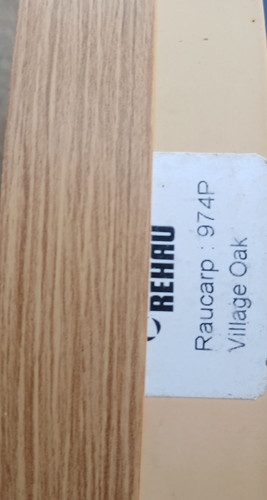 REHAU
Raucarp : 974P
Village Oak